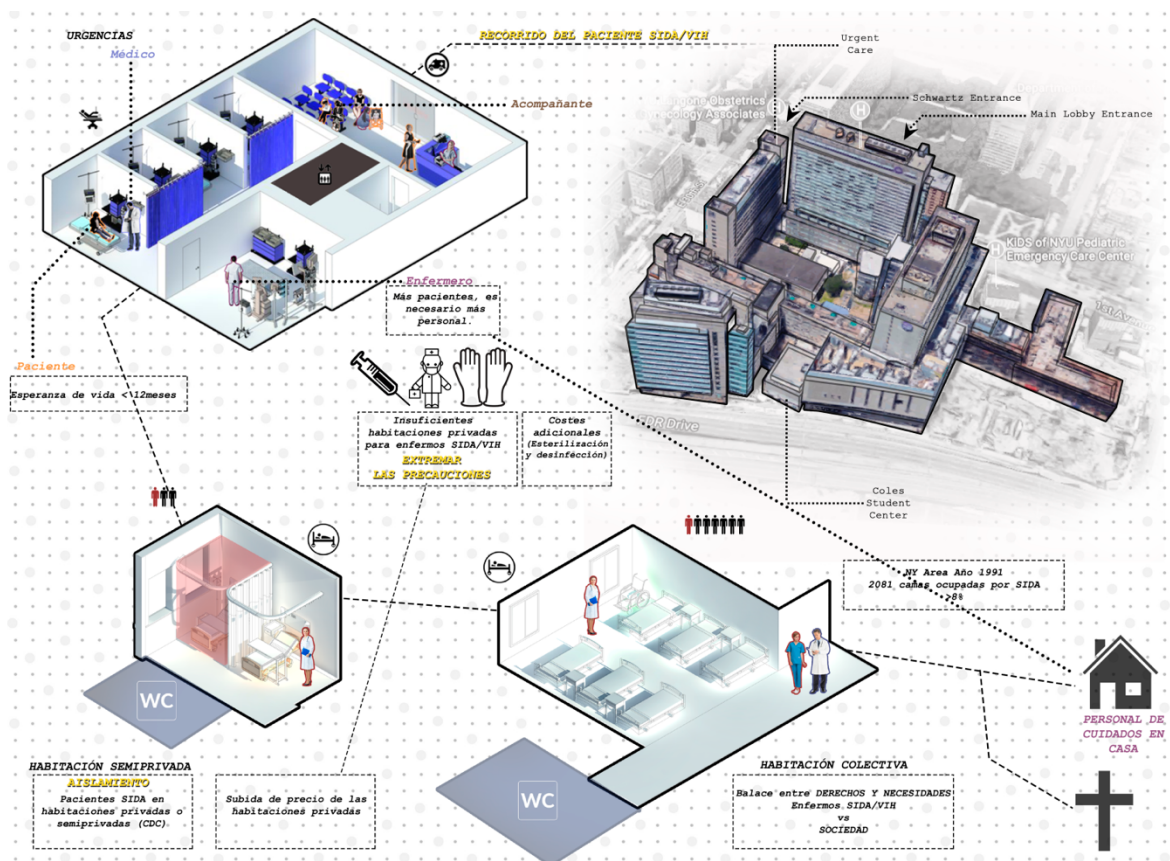 URGENCIAS
Médico
RECORRIDO DEL PACIENTE SIDA/VIH
Acompañante
Enfermero
Más pacientes, es
necesario más
personal.
Paciente
Esperanza de vida < 12meses
Insuficientes
habitaciones privadas
para enfermos SIDA/VIH
EXTREMAR
LAS PRECAUCIONES
Costes
adicionales
(Esterilización
y desinfección)
Urgent
Care
Schwartz Entrance
Main Lobby Entrance
Obstetrics
ecology Associates
H
H
KIDS of NYU Pediatric
Emergency Care Center
H
1st Aven
FDR Drive
Coles
Student
Center
NY Area Año 1991
2081 camas ocupadas por SIDA
>8%
WC
HABITACIÓN SEMIPRIVADA
AISLAMIENTO
Pacientes SIDA en
habitaciones privadas o
semiprivadas (CDC)
Subida de precio de las
habitaciones privadas
WC
HABITACIÓN COLECTIVA
Balace entre DERECHOS Y NECESIDADES
Enfermos SIDA/VIH
vs
SOCIEDAD
PERSONAL DE
CUIDADOS EN
CASA